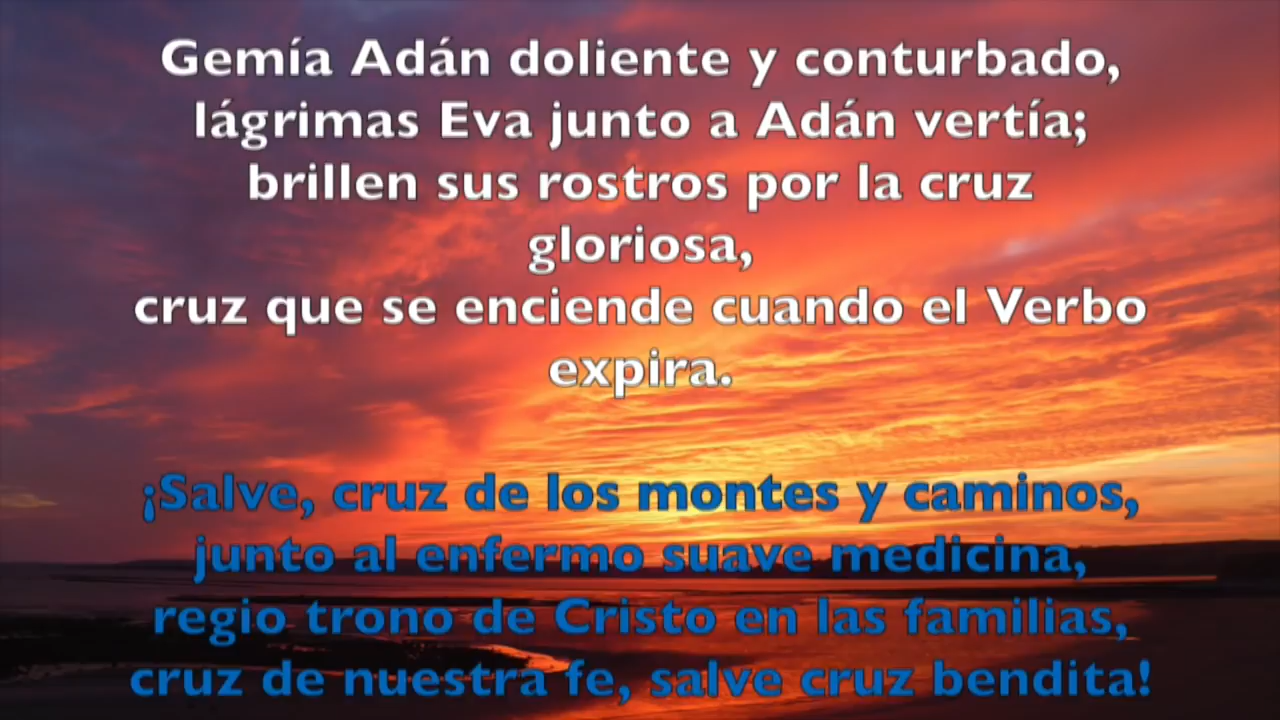 Gemía Adán doliente y conturbado,
lágrimas Eva junto a Adán vertía;
brillen sus rostros por la cruz
gloriosa,
cruz que se enciende cuando el Verbo
expira.
¡Salve, cruz de los montes y caminos,
junto al enfermo suave medicina,
regio trono de Cristo en las familias,
cruz de nuestra fe, salve cruz bendita!